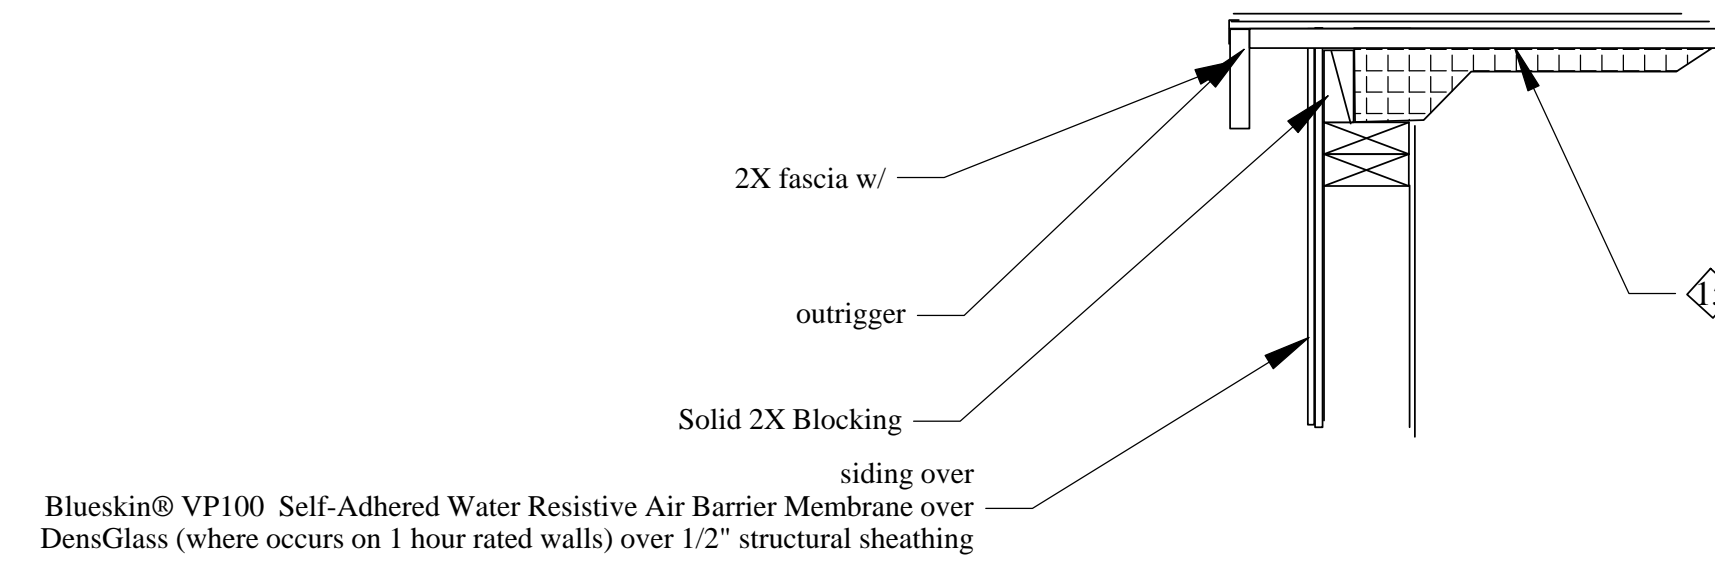 2X fascia w/
outrigger
Solid 2X Blocking
siding over
Blueskin® VP100 Self-Adhered Water Resistive Air Barrier Membrane over
DensGlass (where occurs on 1 hour rated walls) over 1/2" structural sheathing